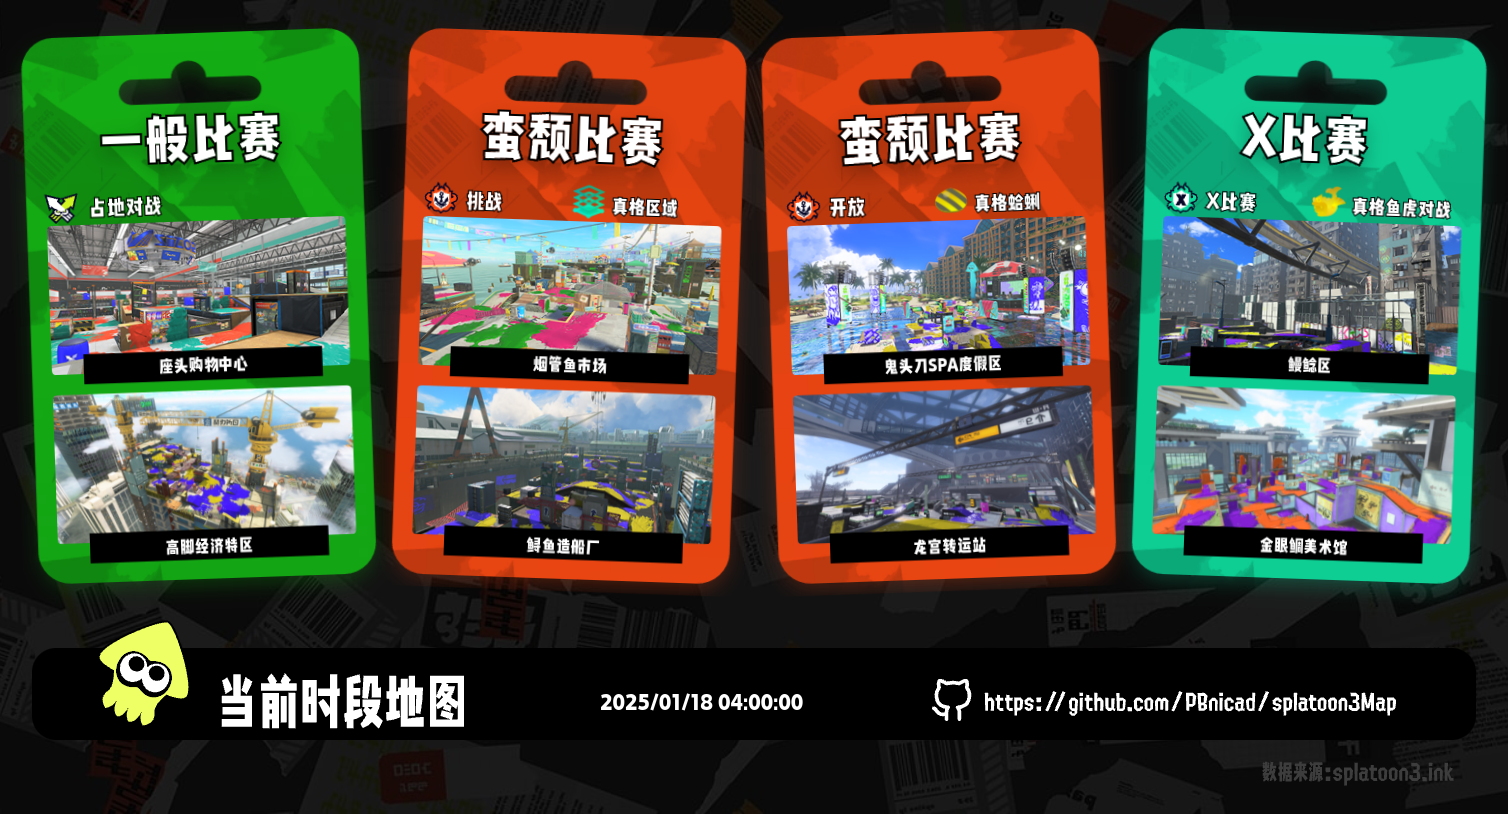 一般比赛
占地对战
座头购物中心
高脚经济特区
蛮颓比赛
挑战
真格区域
烟管鱼市场
鲟鱼造船厂
蛮颓比赛
开放
真格蛤蜊
鬼头刀SPA度假区
龙宫转运站
X比赛
X比赛
真格鱼虎对战
鳗鲶区
金眼鲷美术馆
当前时段地图
2025/01/18 04:00:00
https://github.com/PBnicad/splatoon3Map
数据来源:splatoon3.ink